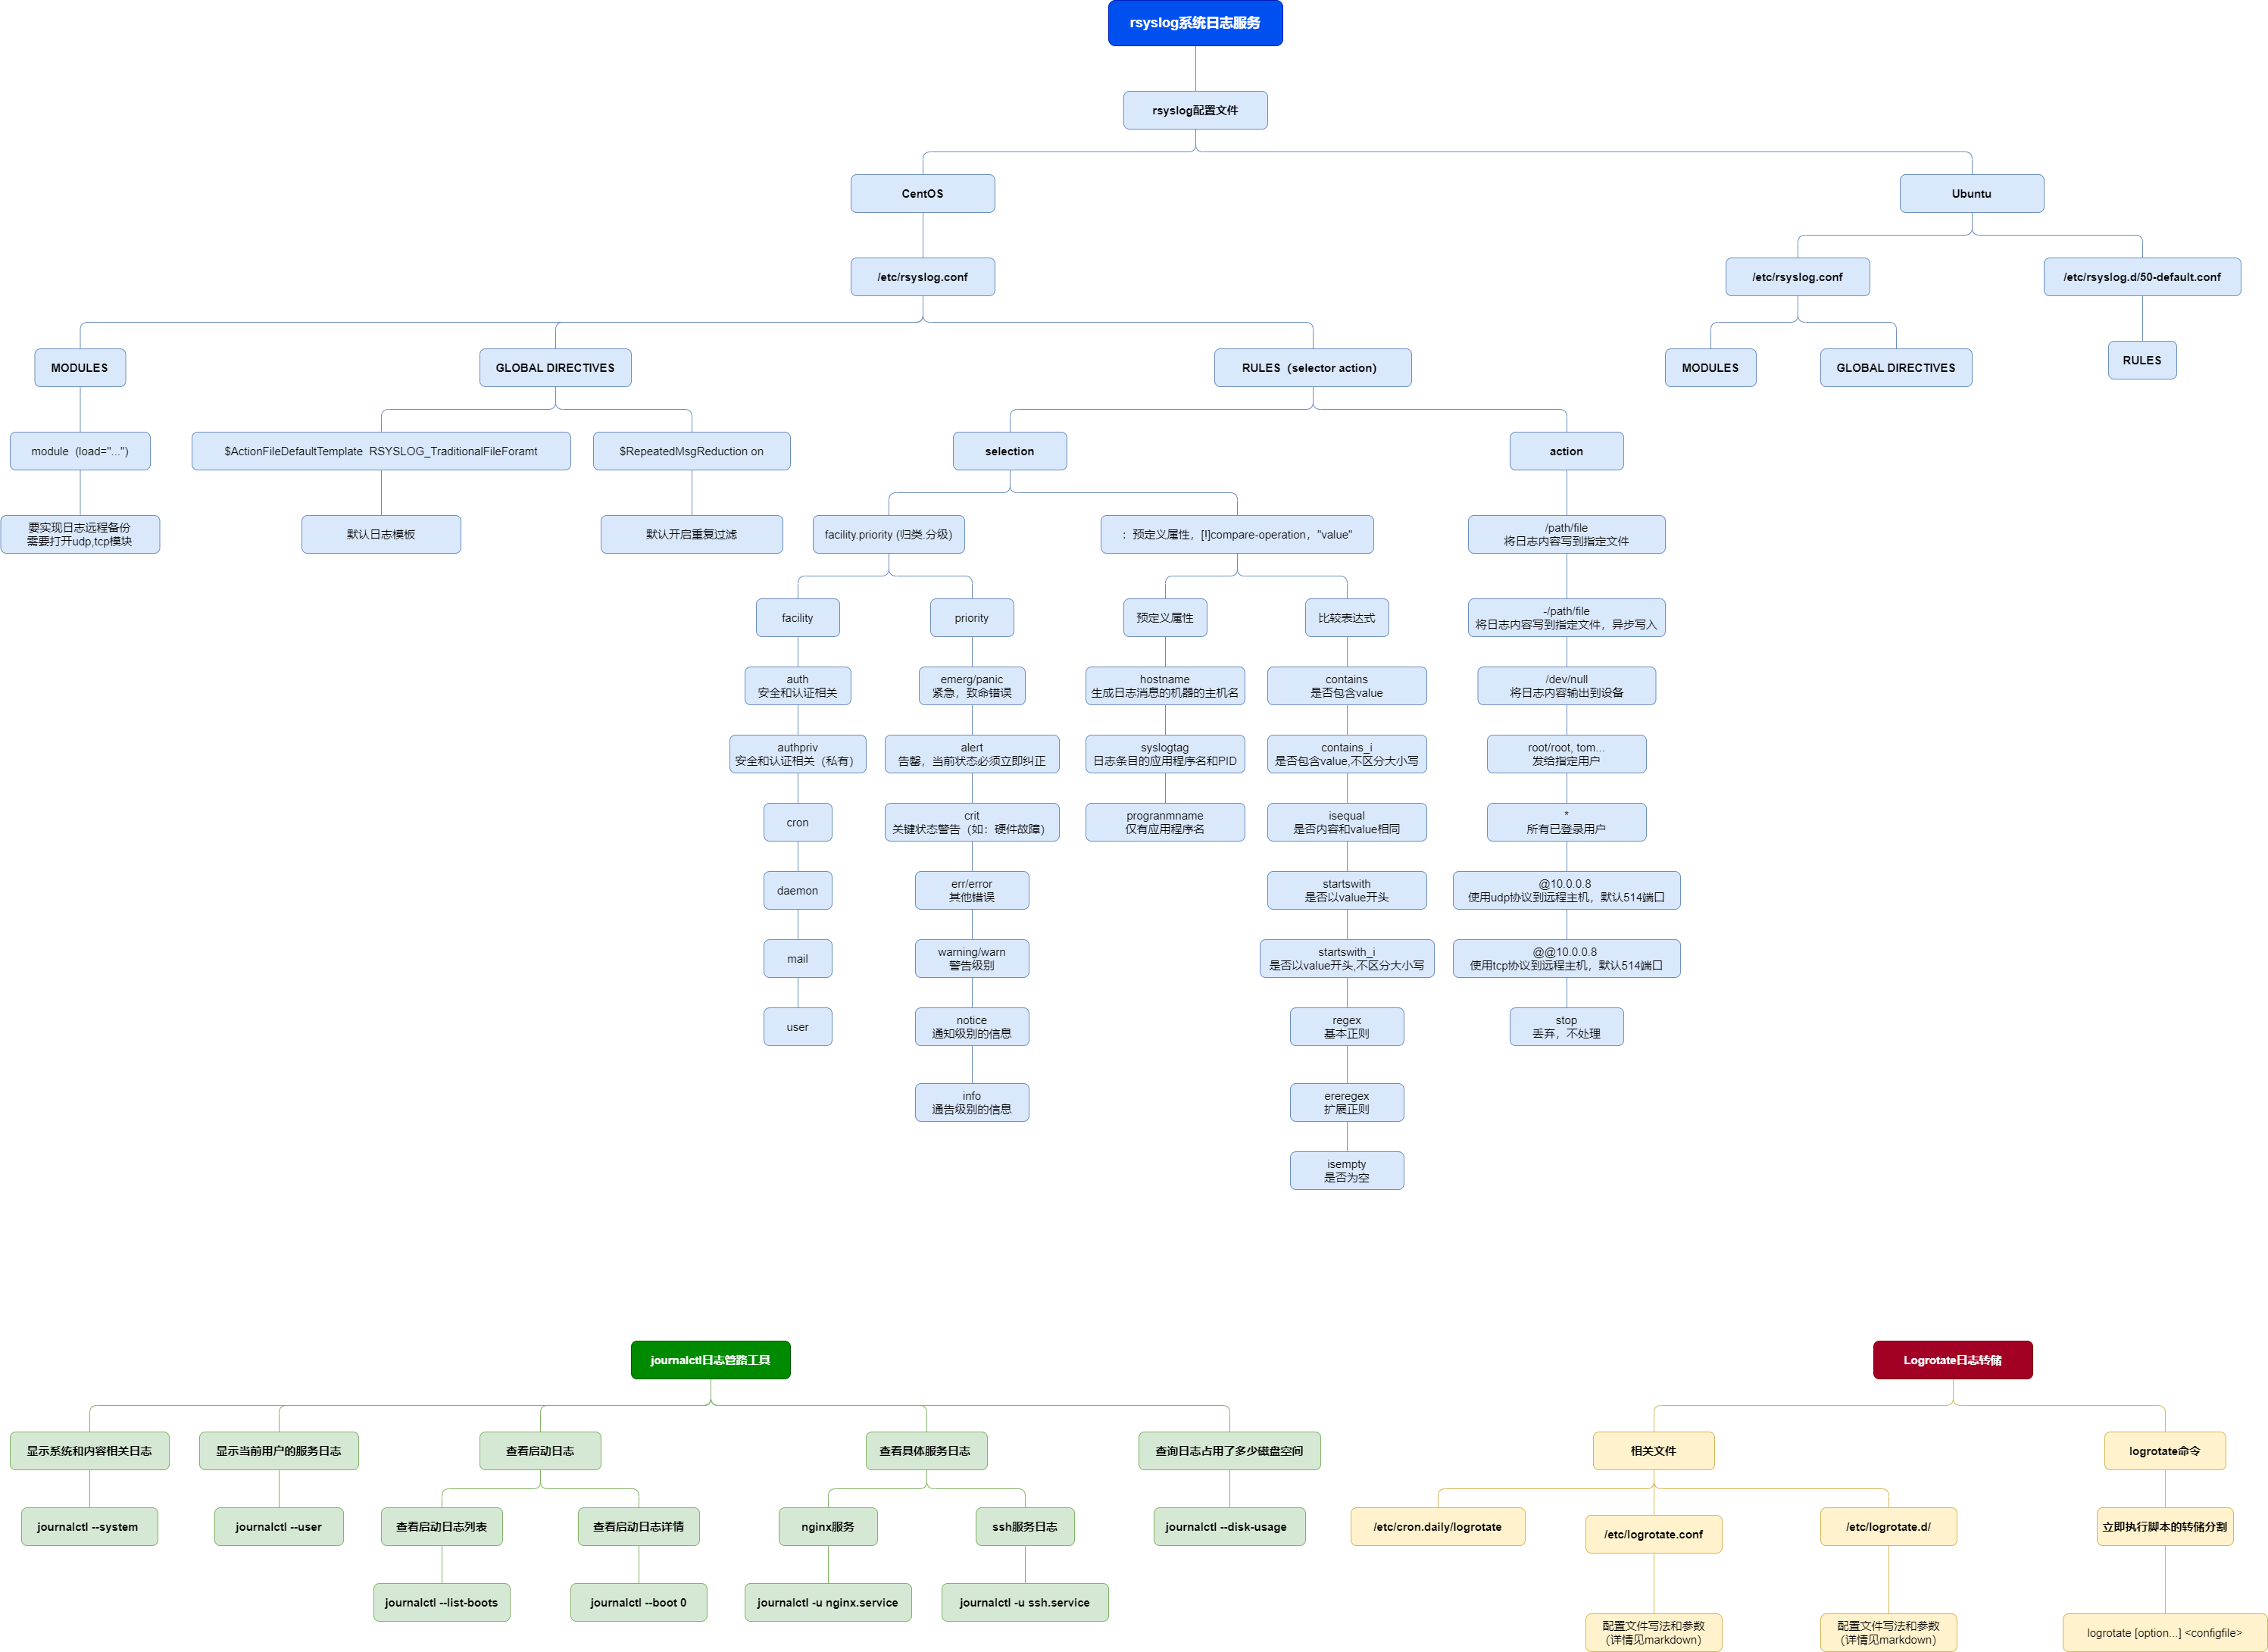 rsyslog系统日志服务
rsyslog配置文件
CentOS
Ubuntu
/etc/rsyslog.conf
/etc/rsyslog.conf
/etc/rsyslog.d/50-default.conf
MODULES
GLOBAL DIRECTIVES
RULES（selector action）
MODULES
GLOBAL DIRECTIVES
RULES
module  (load="...")
$ActionFileDefaultTemplate  RSYSLOG_TraditionalFileForamt
$RepeatedMsgReduction on
selection
action
要实现日志远程备份
需要打开udp,tcp模块
默认日志模板
默认开启重复过滤
facility.priority (归类.分级)
：预定义属性，[!]compare-operation，"value"
/path/file
将日志内容写到指定文件
facility
priority
预定义属性
比较表达式
-/path/file
将日志内容写到指定文件，异步写入
auth
安全和认证相关
emerg/panic
紧急，致命错误
hostname
生成日志消息的机器的主机名
contains
是否包含value
/dev/null
将日志内容输出到设备
authpriv
安全和认证相关（私有）
alert
告罄，当前状态必须立即纠正
syslogtag
日志条目的应用程序名和PID
contains_i
是否包含value,不区分大小写
root/root, tom...
发给指定用户
cron
crit
关键状态警告（如：硬件故障）
progranmname
仅有应用程序名
isequal
是否内容和value相同
*
所有已登录用户
daemon
err/error
其他错误
startswith
是否以value开头
@10.0.0.8
使用udp协议到远程主机，默认514端口
mail
warning/warn
警告级别
startswith_i
是否以value开头,不区分大小写
@@10.0.0.8
使用tcp协议到远程主机，默认514端口
user
notice
通知级别的信息
regex
基本正则
stop
丢弃，不处理
info
通告级别的信息
ereregex
扩展正则
isempty
是否为空
journalctl日志管路工具
Logrotate日志转储
显示系统和内容相关日志
显示当前用户的服务日志
查看启动日志
查看具体服务日志
查询日志占用了多少磁盘空间
相关文件
logrotate命令
journalctl --system
journalctl --user
查看启动日志列表
查看启动日志详情
nginx服务
ssh服务日志
journalctl --disk-usage
/etc/cron.daily/logrotate
/etc/logrotate.conf
/etc/logrotate.d/
立即执行脚本的转储分割
journalctl --list-boots
journalctl --boot 0
journalctl -u nginx.service
journalctl -u ssh.service
配置文件写法和参数
（详情见markdown）
配置文件写法和参数
（详情见markdown）
logrotate [option...] <configfile>